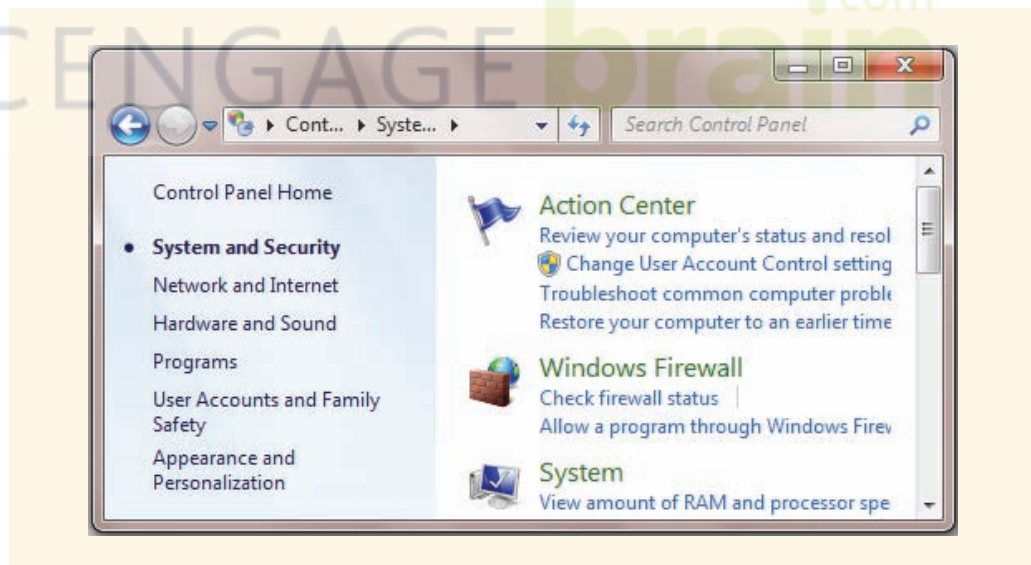 CENGAGE brain
.com
Cont... Syste...
Search Control Panel
Control Panel Home
System and Security
Network and Internet
Hardware and Sound
Programs
User Accounts and Family
Safety
Appearance and
Personalization
Action Center
Review your computer's status and resol
Change User Account Control setting
Troubleshoot common computer proble
Restore your computer to an earlier time
Windows Firewall
Check firewall status
Allow a program through Windows Firew
System
View amount of RAM and processor spe